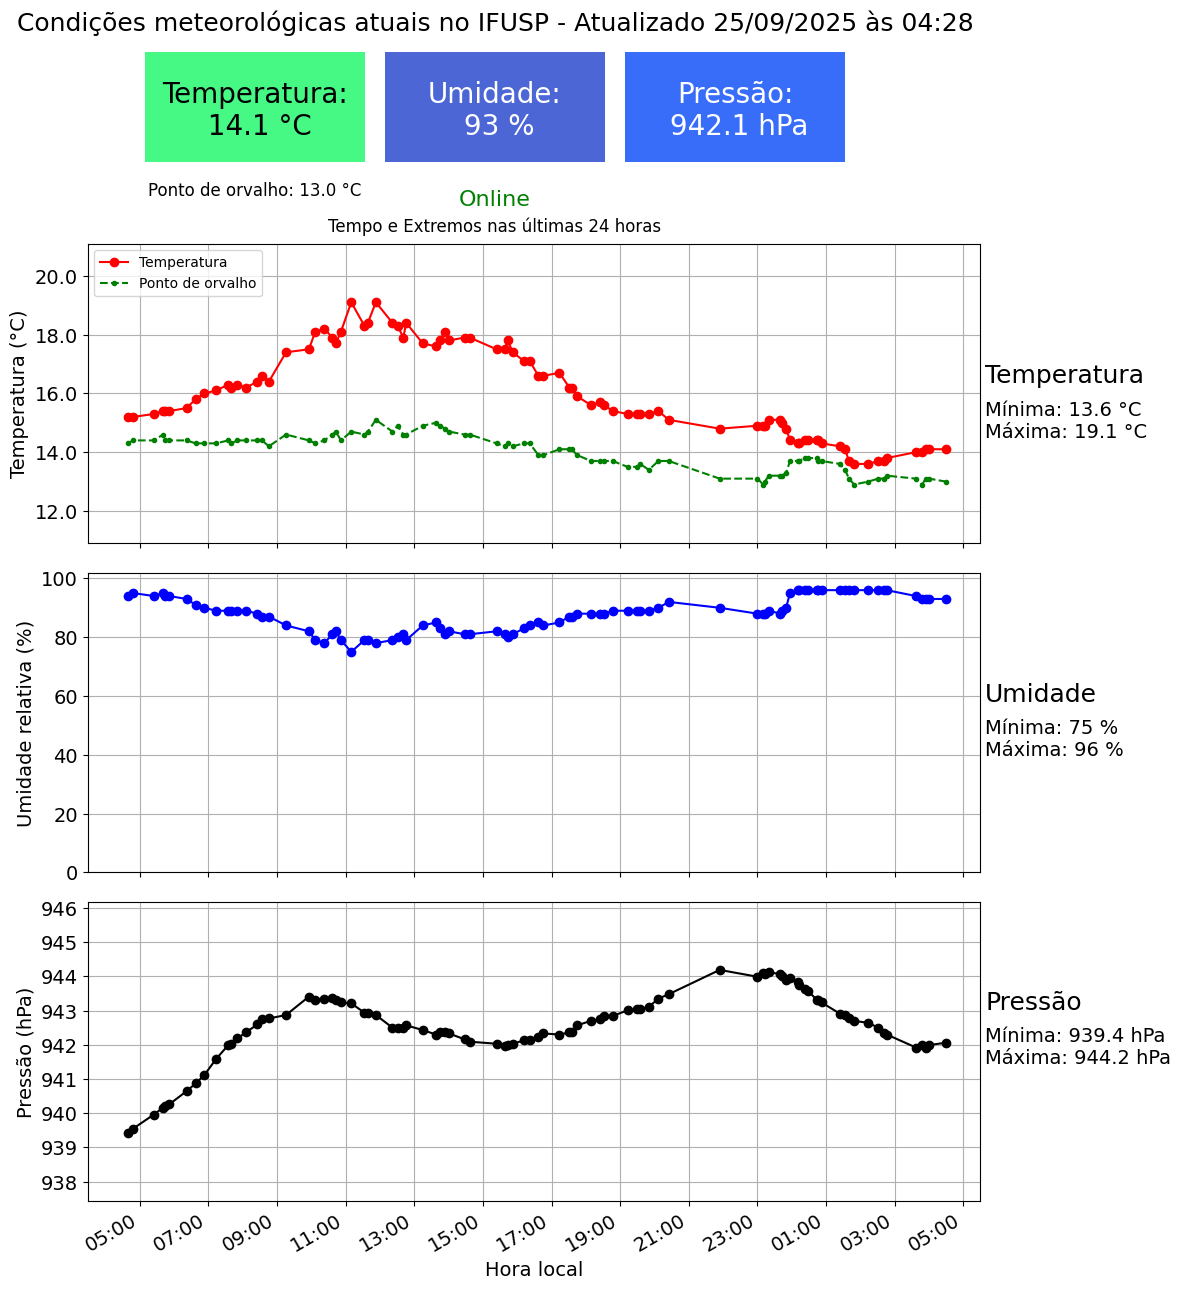 Condições meteorológicas atuais no IFUSP - Atualizado 25/09/2025 às 04:28
Temperatura:
14.1 °C
Umidade:
93 %
Pressão:
942.1 hPa
Ponto de orvalho: 13.0 °C
Online
Tempo e Extremos nas últimas 24 horas
Temperatura (°C)
20.0
18.0
16.0
14.0
12.0
Temperatura
Ponto de orvalho
Temperatura
Mínima: 13.6 °C
Máxima: 19.1 °C
Umidade relativa (%)
100
80
60
40
20
0
Umidade
Mínima: 75 %
Máxima: 96 %
Pressão (hPa)
946
945
944
943
942
941
940
939
938
Pressão
Mínima: 939.4 hPa
Máxima: 944.2 hPa
05:00 07:00 09:00 11:00 13:00 15:00 17:00 19:00 21:00 23:00 01:00 03:00 05:00
Hora local